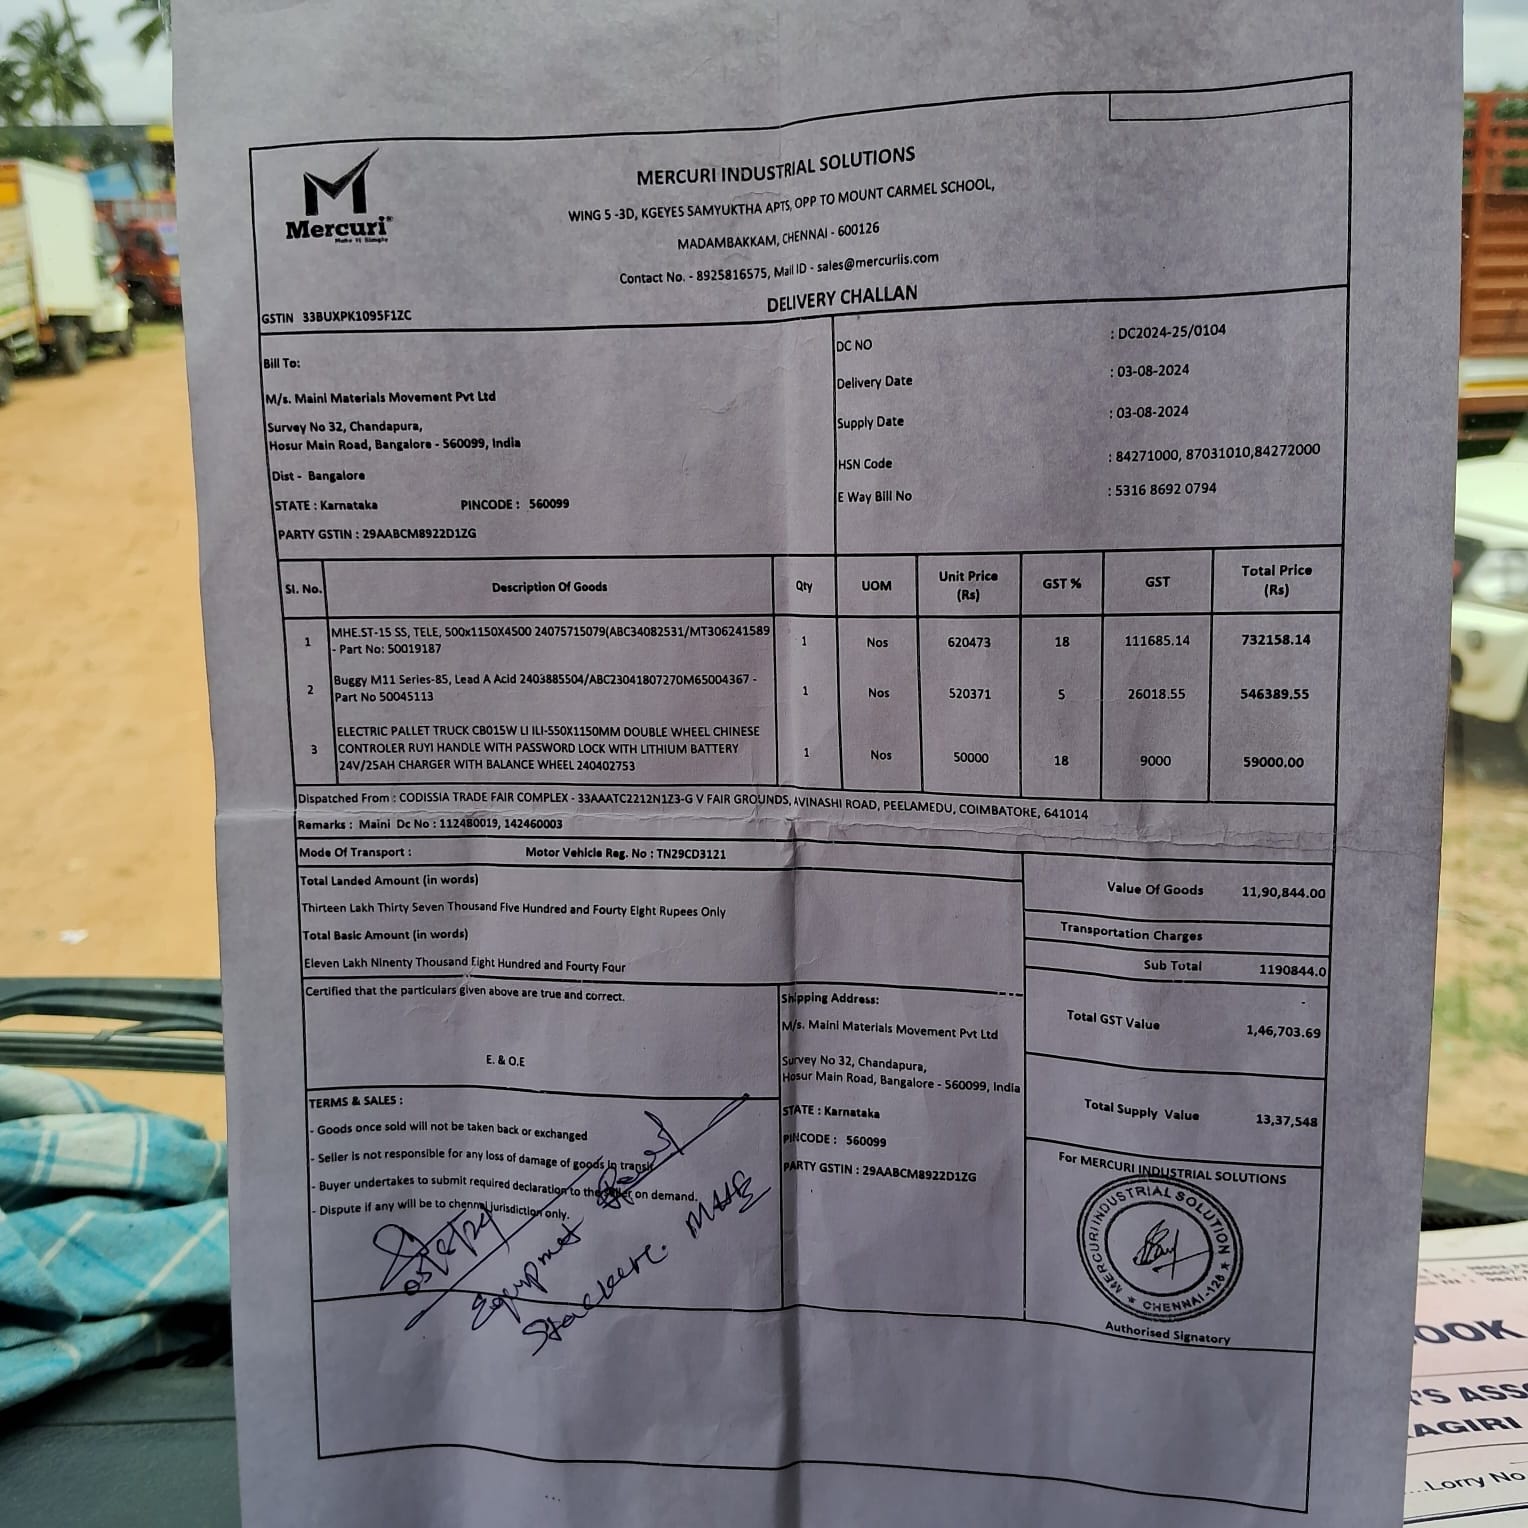 MERCURI INDUSTRIAL SOLUTIONS
WING 5 -3D, KGEYES SAMYUKTHA APTS, OPP TO MOUNT CARMEL SCHOOL,
MADAMBAKKAM, CHENNAI - 600126
Contact No. - 8925816575, Mail ID - sales@mercuriis.com
Mercuri®
Make It Simple
GSTIN 33BUXPK1095F1ZC
DELIVERY CHALLAN
Bill To:
M/s. Maini Materials Movement Pvt Ltd
Survey No 32, Chandapura,
Hosur Main Road, Bangalore - 560099, India
Dist - Bangalore
STATE : Karnataka PINCODE : 560099
PARTY GSTIN : 29AABCM8922D1ZG
DC NO : DC2024-25/0104
Delivery Date : 03-08-2024
Supply Date : 03-08-2024
HSN Code : 84271000, 87031010,84272000
E Way Bill No : 5316 8692 0794
Sl. No. Description Of Goods Qty UOM Unit Price (Rs) GST % GST Total Price (Rs)
1 MHE.ST-15 SS, TELE, 500x1150X4500 24075715079(ABC34082531/MT306241589 1 Nos 620473 18 111685.14 732158.14
- Part No: 50019187
2 Buggy M11 Series-85, Lead A Acid 2403885504/ABC23041807270M65004367 - 1 Nos 520371 5 26018.55 546389.55
Part No 50045113
ELECTRIC PALLET TRUCK CB015W LI ILI-550X1150MM DOUBLE WHEEL CHINESE
3 CONTROLER RUYI HANDLE WITH PASSWORD LOCK WITH LITHIUM BATTERY 1 Nos 50000 18 9000 59000.00
24V/25AH CHARGER WITH BALANCE WHEEL 240402753
Dispatched From : CODISSIA TRADE FAIR COMPLEX - 33AAATC2212N1Z3-G V FAIR GROUNDS, AVINASHI ROAD, PEELAMEDU, COIMBATORE, 641014
Remarks : Maini Dc No : 112480019, 142460003
Mode Of Transport : Motor Vehicle Reg. No : TN29CD3121
Total Landed Amount (in words)
Thirteen Lakh Thirty Seven Thousand Five Hundred and Fourty Eight Rupees Only
Total Basic Amount (in words)
Eleven Lakh Ninenty Thousand Eight Hundred and Fourty Four
Value Of Goods 11,90,844.00
Transportation Charges
Sub Total 1190844.0
-
Total GST Value 1,46,703.69
Total Supply Value 13,37,548
Certified that the particulars given above are true and correct.
E. & O.E
Shipping Address:
M/s. Maini Materials Movement Pvt Ltd
Survey No 32, Chandapura,
Hosur Main Road, Bangalore - 560099, India
STATE : Karnataka
PINCODE : 560099
PARTY GSTIN : 29AABCM8922D1ZG
TERMS & SALES :
- Goods once sold will not be taken back or exchanged
- Seller is not responsible for any loss of damage of goods in transit
- Buyer undertakes to submit required declaration to the seller on demand.
- Dispute if any will be to chennai jurisdiction only.
For MERCURI INDUSTRIAL SOLUTIONS
MERCURI INDUSTRIAL SOLUTION
★ CHENNAI-126 ★
Authorised Signatory
OOK
'S ASSO
AGIRI
...Lorry No